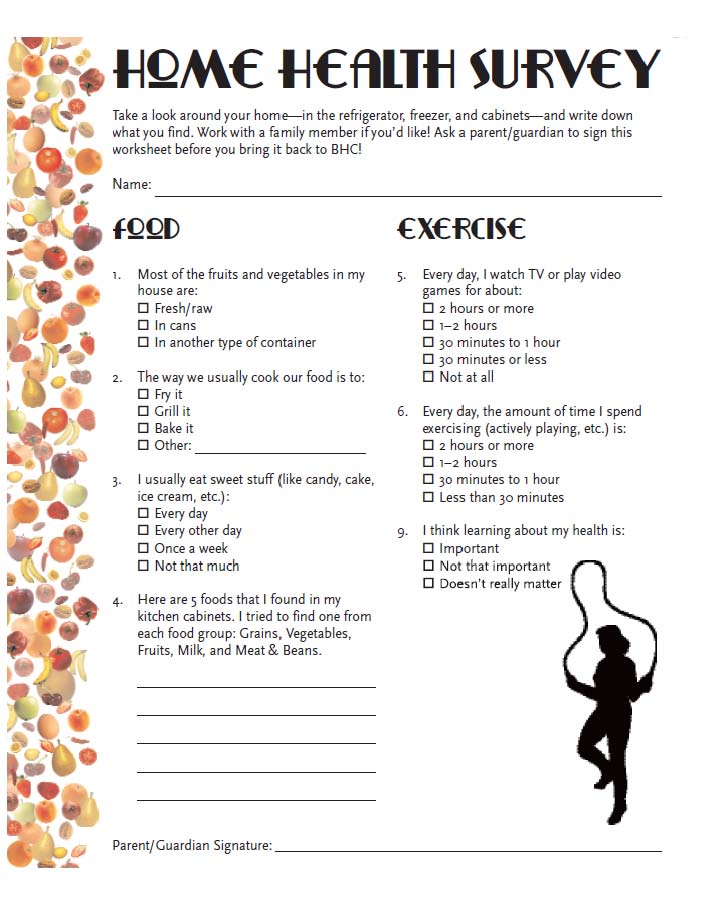 HOME HEALTH SURVEY
Take a look around your home—in the refrigerator, freezer, and cabinets—and write down
what you find. Work with a family member if you'd like! Ask a parent/guardian to sign this
worksheet before you bring it back to BHC!
Name:
FOOD
1. Most of the fruits and vegetables in my
house are:
Fresh/raw
In cans
In another type of container
2. The way we usually cook our food is to:
Fry it
Grill it
Bake it
Other:
3. I usually eat sweet stuff (like candy, cake,
ice cream, etc.):
Every day
Every other day
Once a week
Not that much
4. Here are 5 foods that I found in my
kitchen cabinets. I tried to find one from
each food group: Grains, Vegetables,
Fruits, Milk, and Meat & Beans.
EXERCISE
5. Every day, I watch TV or play video
games for about:
2 hours or more
1–2 hours
30 minutes to 1 hour
30 minutes or less
Not at all
6. Every day, the amount of time I spend
exercising (actively playing, etc.) is:
2 hours or more
1–2 hours
30 minutes to 1 hour
Less than 30 minutes
9. I think learning about my health is:
Important
Not that important
Doesn't really matter
Parent/Guardian Signature: